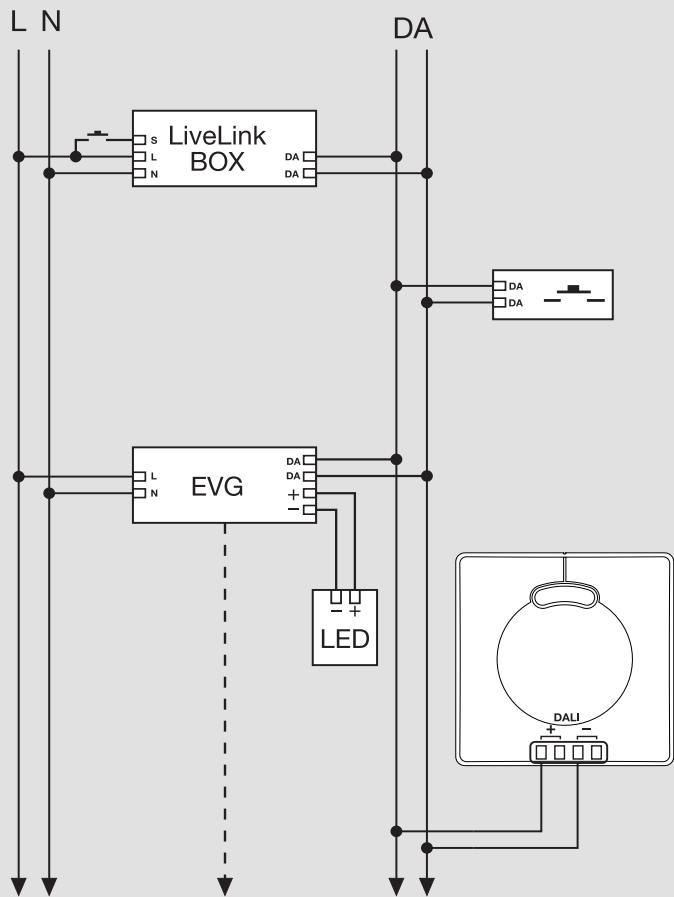 L N DA
S LiveLink
L BOX DA
N DA
DA
DA
DA
L EVG DA
N +
−
− +
LED
DALI
+ −